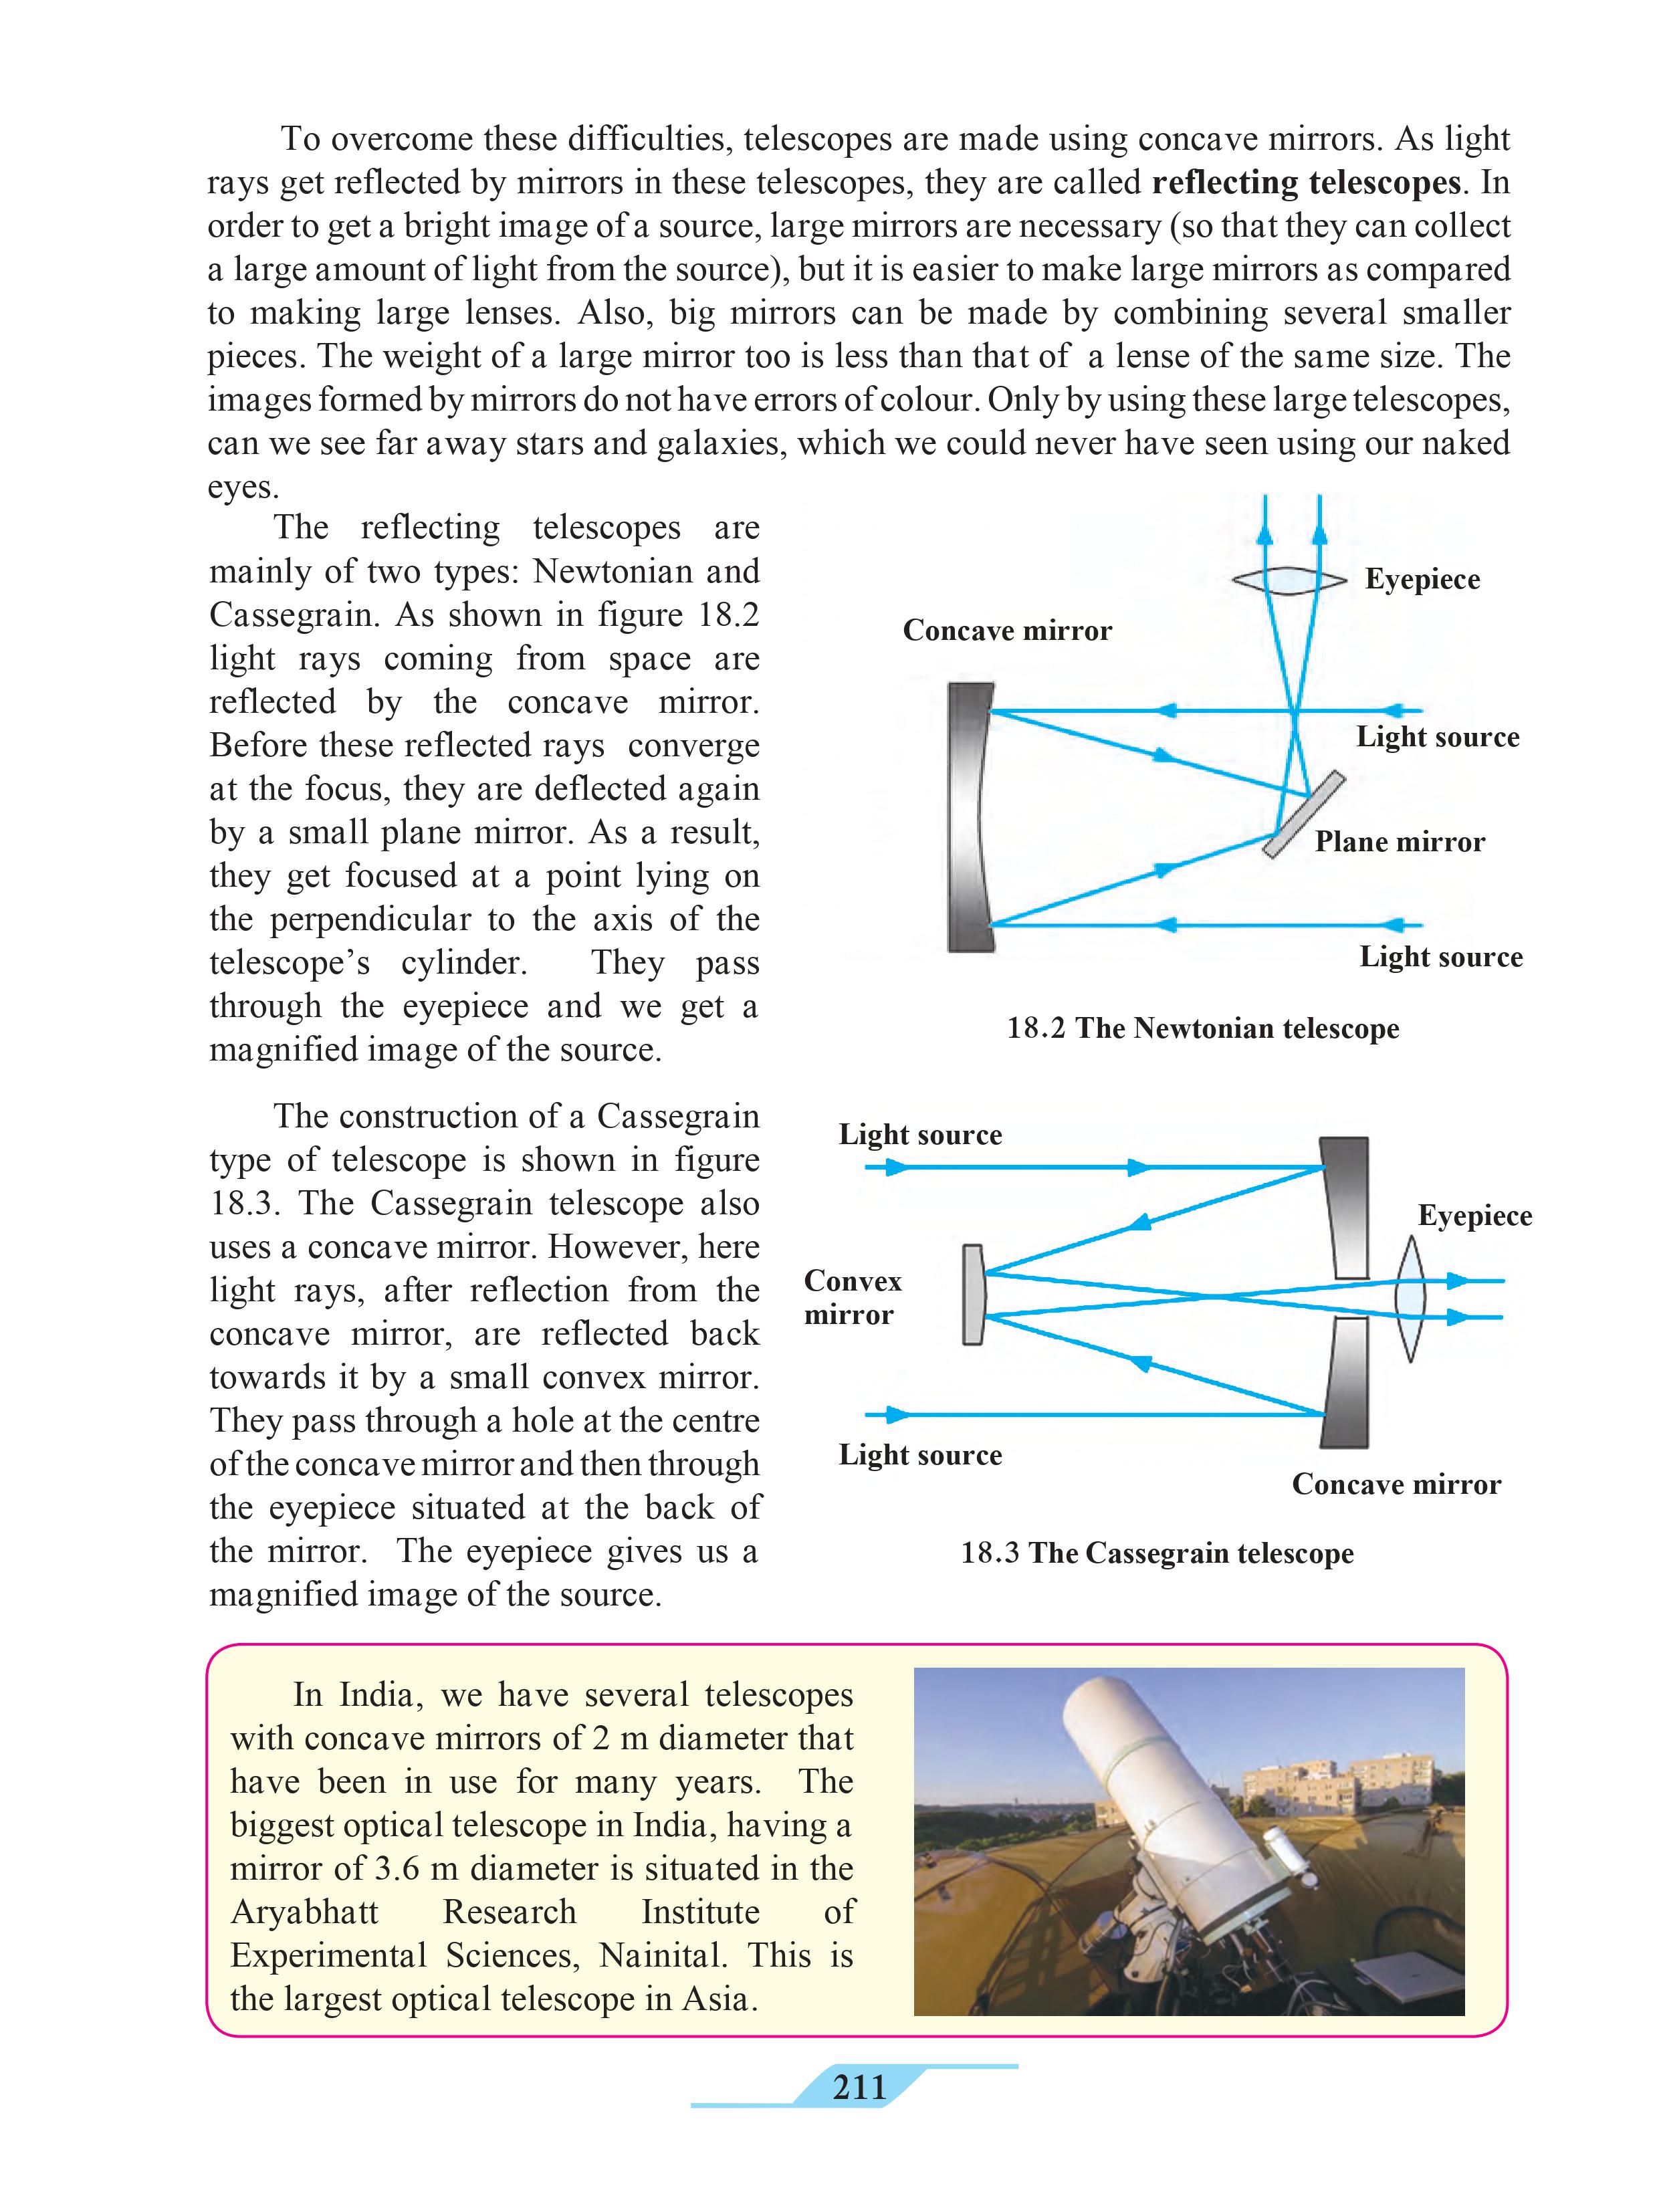 To overcome these difficulties, telescopes are made using concave mirrors. As light
rays get reflected by mirrors in these telescopes, they are called reflecting telescopes. In
order to get a bright image of a source, large mirrors are necessary (so that they can collect
a large amount of light from the source), but it is easier to make large mirrors as compared
to making large lenses. Also, big mirrors can be made by combining several smaller
pieces. The weight of a large mirror too is less than that of a lense of the same size. The
images formed by mirrors do not have errors of colour. Only by using these large telescopes,
can we see far away stars and galaxies, which we could never have seen using our naked
eyes.
The reflecting telescopes are
mainly of two types: Newtonian and
Cassegrain. As shown in figure 18.2
light rays coming from space are
reflected by the concave mirror.
Before these reflected rays converge
at the focus, they are deflected again
by a small plane mirror. As a result,
they get focused at a point lying on
the perpendicular to the axis of the
telescope’s cylinder. They pass
through the eyepiece and we get a
magnified image of the source.
Eyepiece
Concave mirror
Light source
Plane mirror
Light source
18.2 The Newtonian telescope
The construction of a Cassegrain
type of telescope is shown in figure
18.3. The Cassegrain telescope also
uses a concave mirror. However, here
light rays, after reflection from the
concave mirror, are reflected back
towards it by a small convex mirror.
They pass through a hole at the centre
of the concave mirror and then through
the eyepiece situated at the back of
the mirror. The eyepiece gives us a
magnified image of the source.
Light source
Eyepiece
Convex
mirror
Light source
Concave mirror
18.3 The Cassegrain telescope
In India, we have several telescopes
with concave mirrors of 2 m diameter that
have been in use for many years. The
biggest optical telescope in India, having a
mirror of 3.6 m diameter is situated in the
Aryabhatt Research Institute of
Experimental Sciences, Nainital. This is
the largest optical telescope in Asia.
211